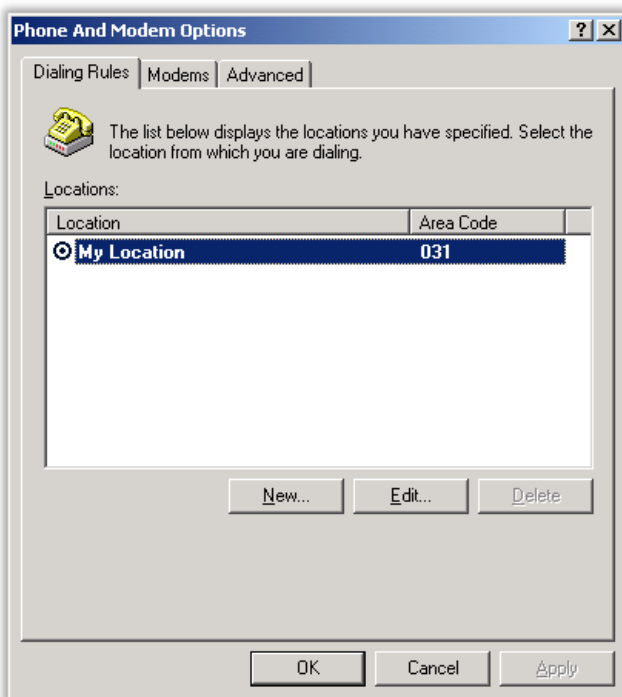 Phone And Modem Options
Dialing Rules Modems Advanced
The list below displays the locations you have specified. Select the
location from which you are dialing.
Locations:
Location Area Code
My Location 031
New... Edit... Delete
OK Cancel Apply